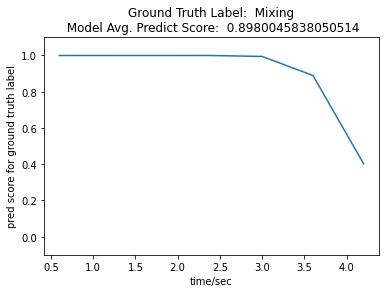 Ground Truth Label:  Mixing
Model Avg. Predict Score:  0.8980045838050514
pred score for ground truth label
1.0
0.8
0.6
0.4
0.2
0.0
0.5 1.0 1.5 2.0 2.5 3.0 3.5 4.0
time/sec